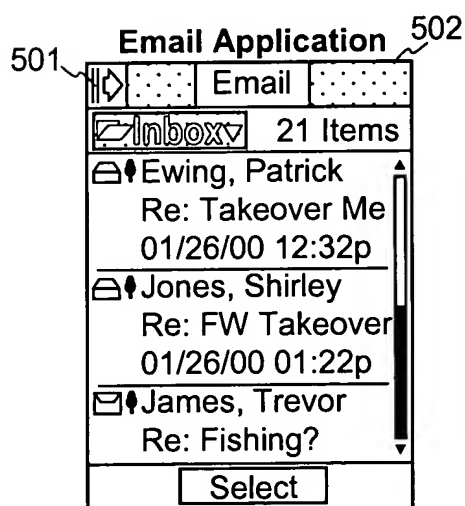 Email Application
501
502
Email
Inbox 21 Items
Ewing, Patrick
Re: Takeover Me
01/26/00 12:32p
Jones, Shirley
Re: FW Takeover
01/26/00 01:22p
James, Trevor
Re: Fishing?
Select